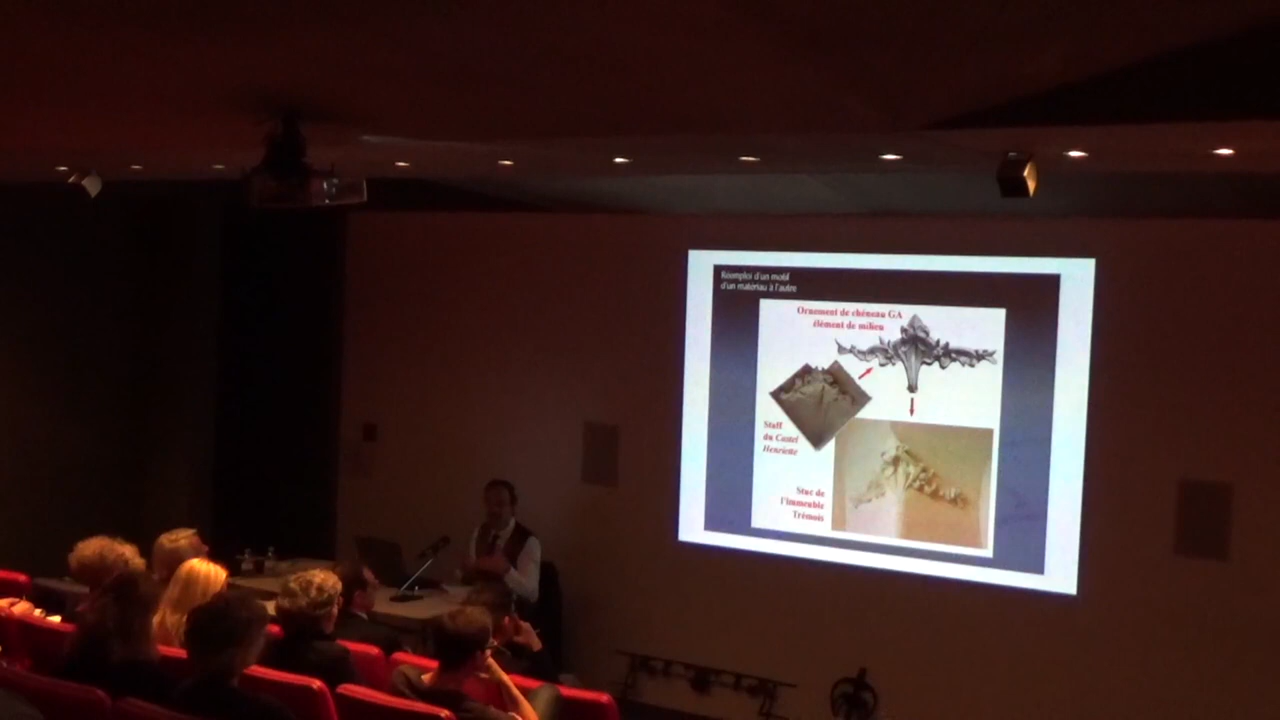 Réemploi d'un motif
d'un matériau à l'autre
Ornement de chéneau GA
élément de milieu
Staff
du Castel
Henriette
Stuc de
l'immeuble
Trémois